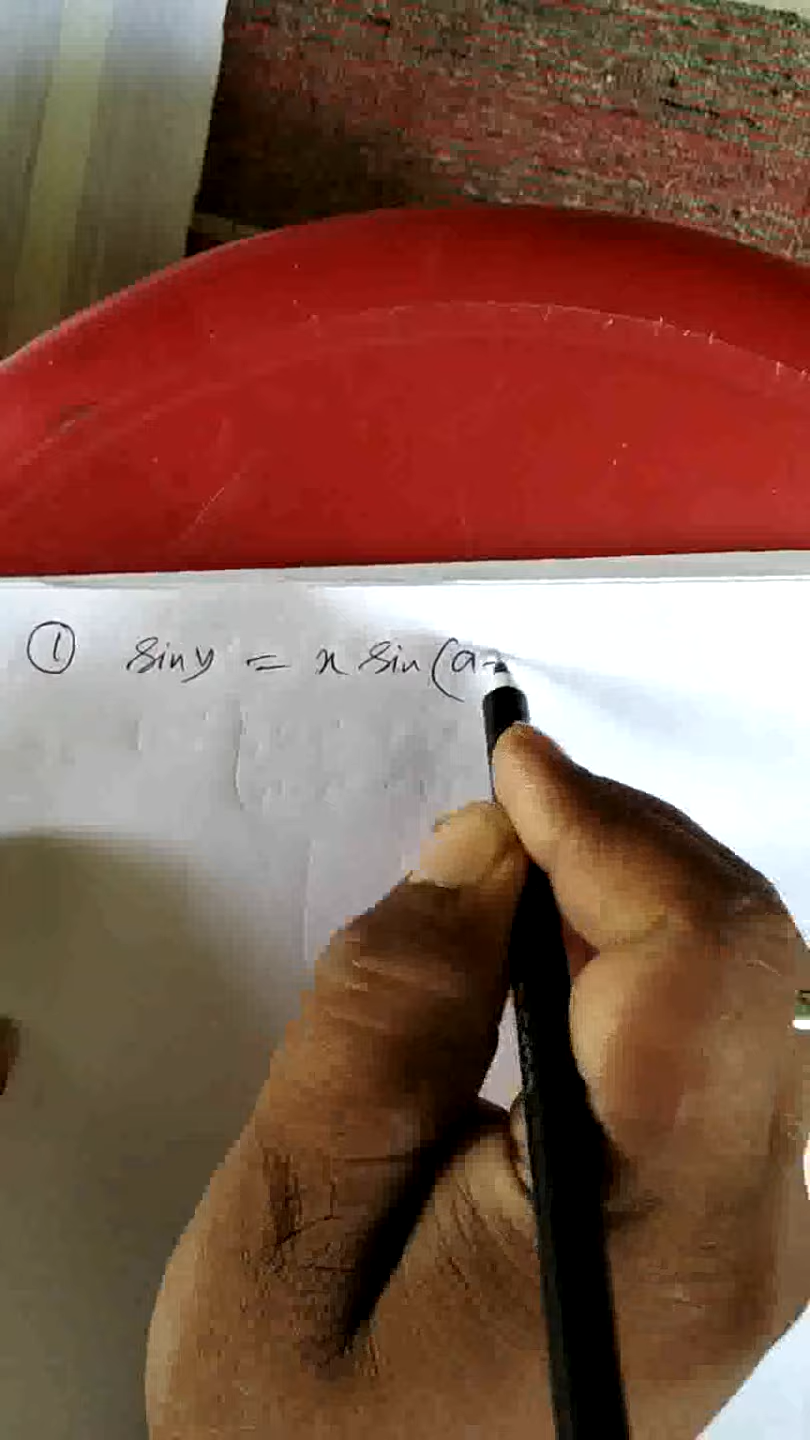 ① sin y = x sin(a